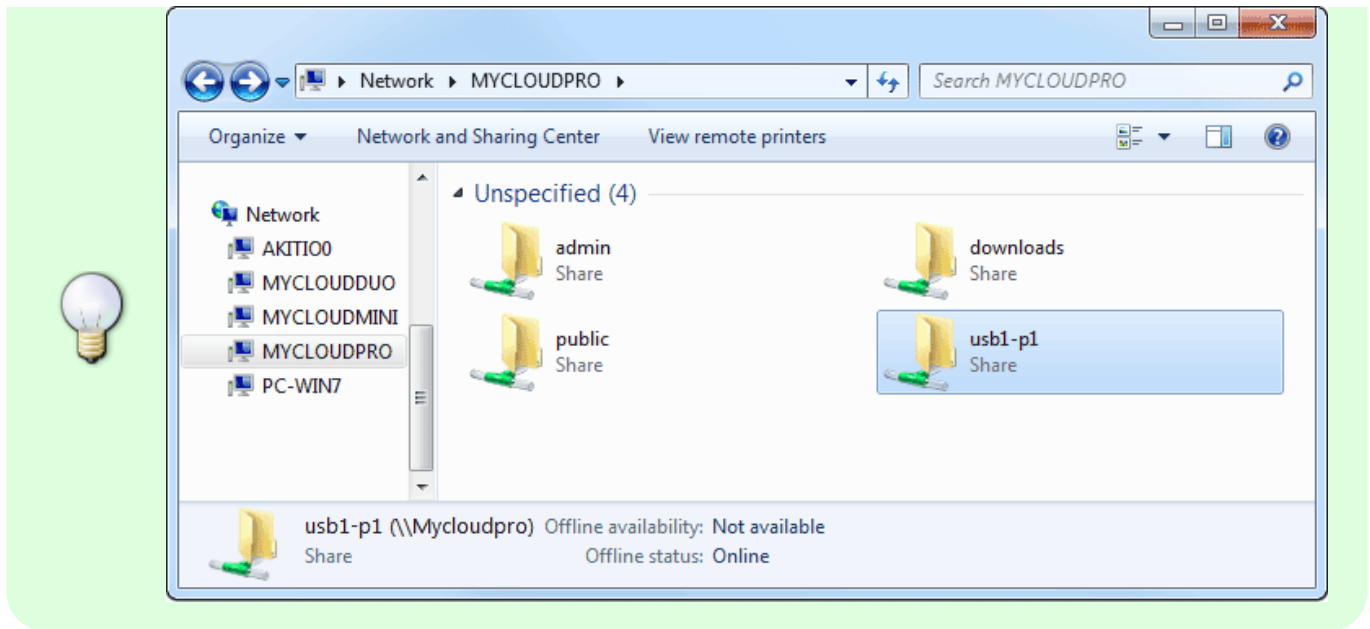 Network ▸ MYCLOUDPRO ▸
Search MYCLOUDPRO
Organize Network and Sharing Center View remote printers
Network
AKITIO0
MYCLOUDDUO
MYCLOUDMINI
MYCLOUDPRO
PC-WIN7
Unspecified (4)
admin
Share
downloads
Share
public
Share
usb1-p1
Share
usb1-p1 (\\Mycloudpro) Offline availability: Not available
Share Offline status: Online